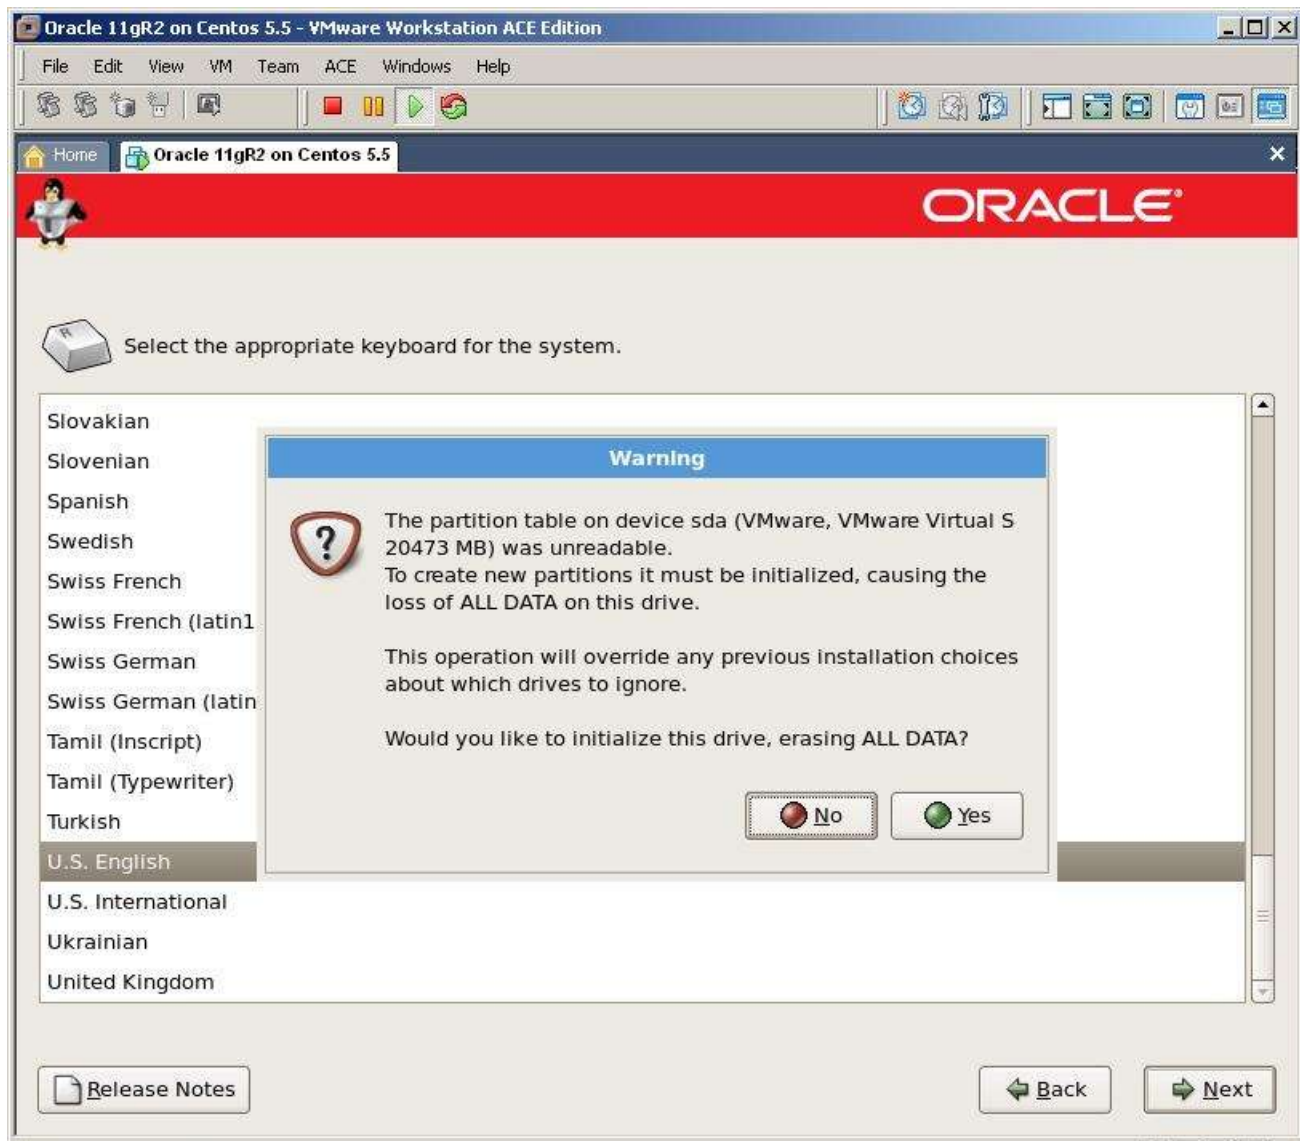 Oracle 11gR2 on Centos 5.5 - VMware Workstation ACE Edition
File Edit View VM Team ACE Windows Help
Home Oracle 11gR2 on Centos 5.5
ORACLE
Select the appropriate keyboard for the system.
Slovakian
Slovenian
Spanish
Swedish
Swiss French
Swiss French (latin1
Swiss German
Swiss German (latin
Tamil (Inscript)
Tamil (Typewriter)
Turkish
U.S. English
U.S. International
Ukrainian
United Kingdom
Warning
The partition table on device sda (VMware, VMware Virtual S
20473 MB) was unreadable.
To create new partitions it must be initialized, causing the
loss of ALL DATA on this drive.
This operation will override any previous installation choices
about which drives to ignore.
Would you like to initialize this drive, erasing ALL DATA?
No Yes
Release Notes Back Next